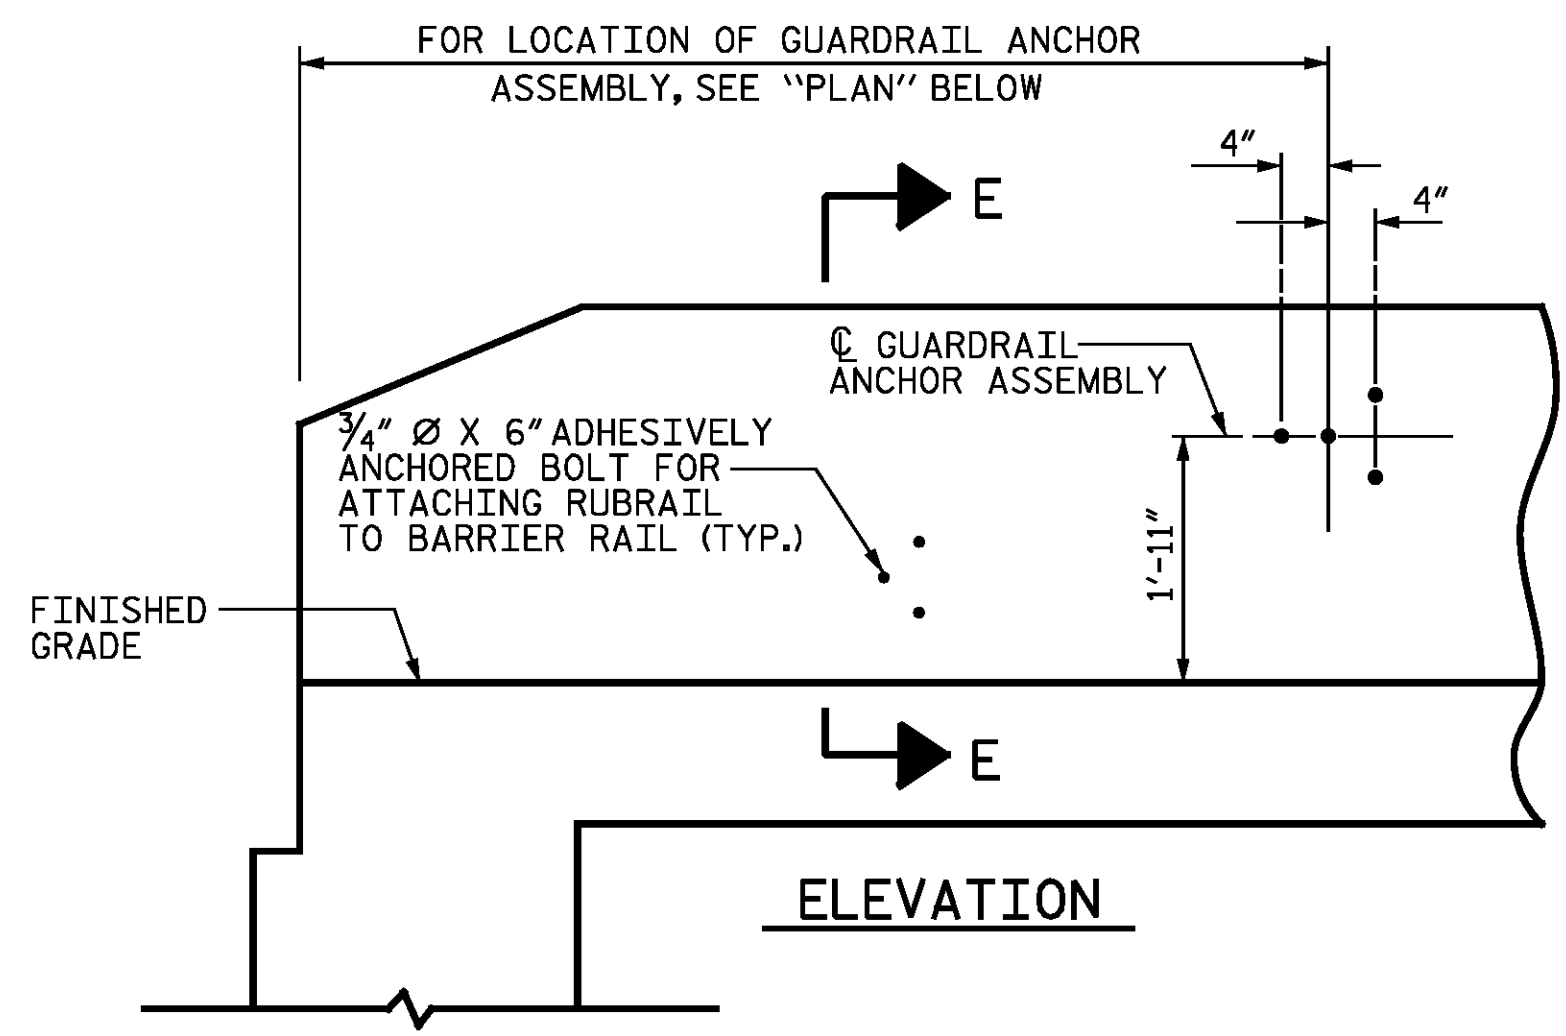 FOR LOCATION OF GUARDRAIL ANCHOR
ASSEMBLY, SEE "PLAN" BELOW
4"
4"
E
℄ GUARDRAIL
ANCHOR ASSEMBLY
3/4" Ø X 6" ADHESIVELY
ANCHORED BOLT FOR
ATTACHING RUBRAIL
TO BARRIER RAIL (TYP.)
1'-11"
FINISHED
GRADE
E
ELEVATION